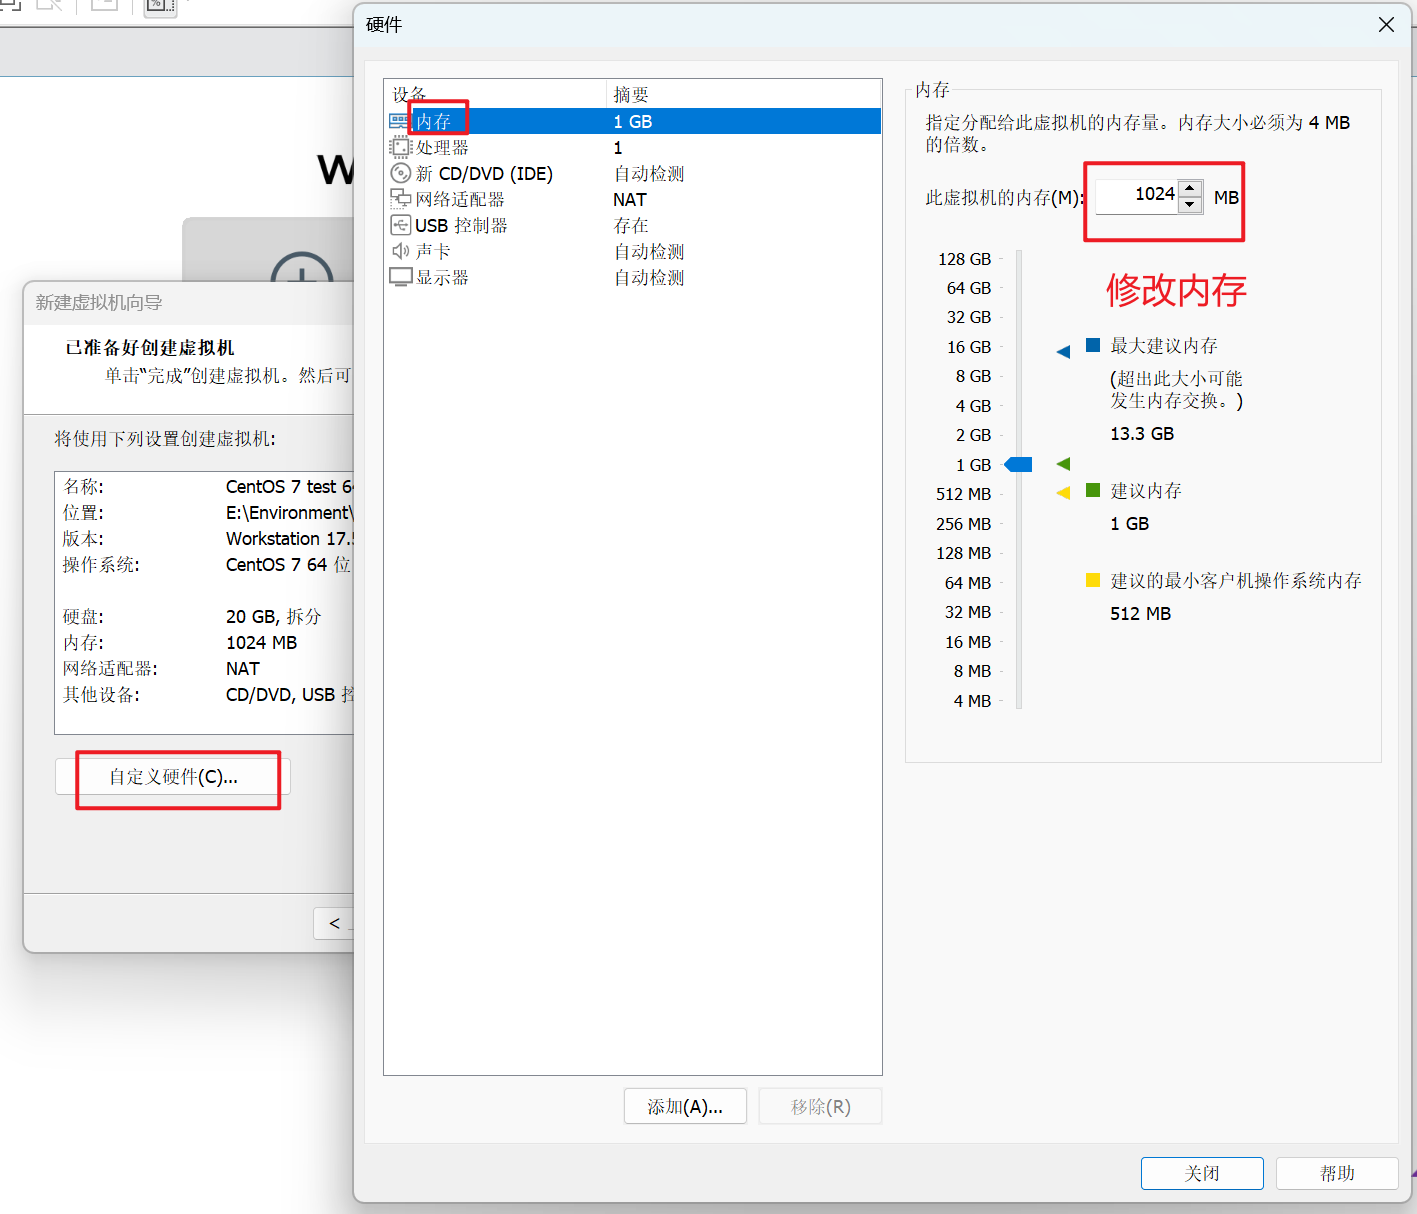 硬件
设备 摘要
内存 1 GB
处理器 1
新 CD/DVD (IDE) 自动检测
网络适配器 NAT
USB 控制器 存在
声卡 自动检测
显示器 自动检测
添加(A)...
移除(R)
内存
指定分配给此虚拟机的内存量。内存大小必须为 4 MB
的倍数。
此虚拟机的内存(M): 1024 MB
修改内存
128 GB
64 GB
32 GB
16 GB
8 GB
4 GB
2 GB
1 GB
512 MB
256 MB
128 MB
64 MB
32 MB
16 MB
8 MB
4 MB
最大建议内存
(超出此大小可能
发生内存交换。)
13.3 GB
建议内存
1 GB
建议的最小客户机操作系统内存
512 MB
关闭
帮助
W
新建虚拟机向导
已准备好创建虚拟机
单击“完成”创建虚拟机。然后可
将使用下列设置创建虚拟机:
名称: CentOS 7 test 6
位置: E:\Environment\
版本: Workstation 17.5
操作系统: CentOS 7 64 位
硬盘: 20 GB, 拆分
内存: 1024 MB
网络适配器: NAT
其他设备: CD/DVD, USB 控
自定义硬件(C)...
<